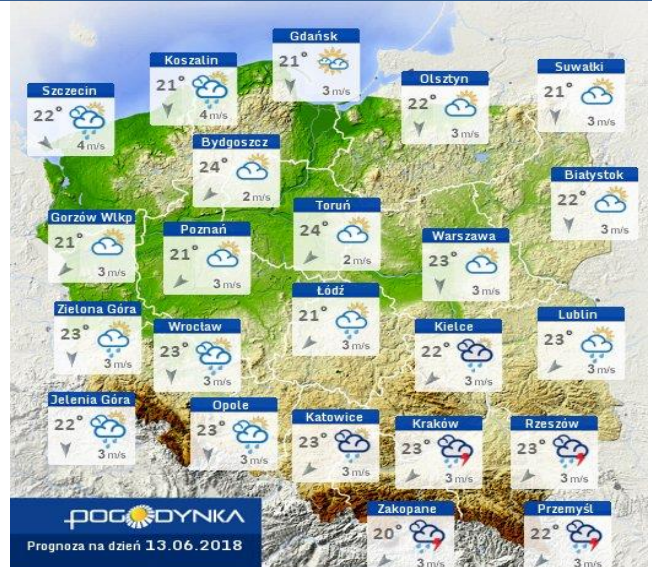 Gdańsk
21°
3 m/s
Koszalin
21°
4 m/s
Suwałki
21°
3 m/s
Olsztyn
22°
3 m/s
Szczecin
22°
4 m/s
Bydgoszcz
24°
2 m/s
Białystok
22°
3 m/s
Toruń
24°
2 m/s
Gorzów Wlkp
21°
3 m/s
Poznań
21°
3 m/s
Warszawa
23°
3 m/s
Łódź
21°
3 m/s
Zielona Góra
23°
3 m/s
Lublin
23°
3 m/s
Wrocław
23°
3 m/s
Kielce
22°
3 m/s
Jelenia Góra
22°
3 m/s
Opole
23°
3 m/s
Katowice
23°
3 m/s
Kraków
23°
3 m/s
Rzeszów
23°
3 m/s
Zakopane
20°
3 m/s
Przemyśl
22°
3 m/s
POGODYNKA
Prognoza na dzień 13.06.2018